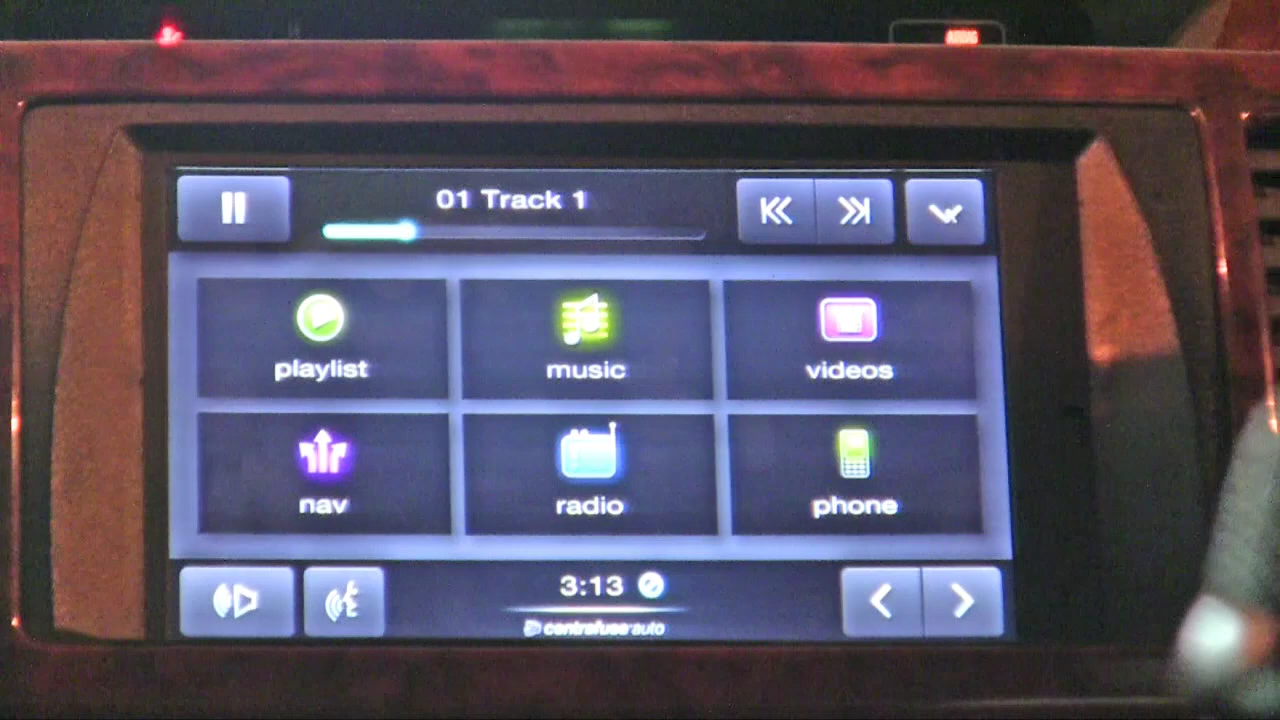 01 Track 1
playlist
music
videos
nav
radio
phone
3:13
centrafuse auto